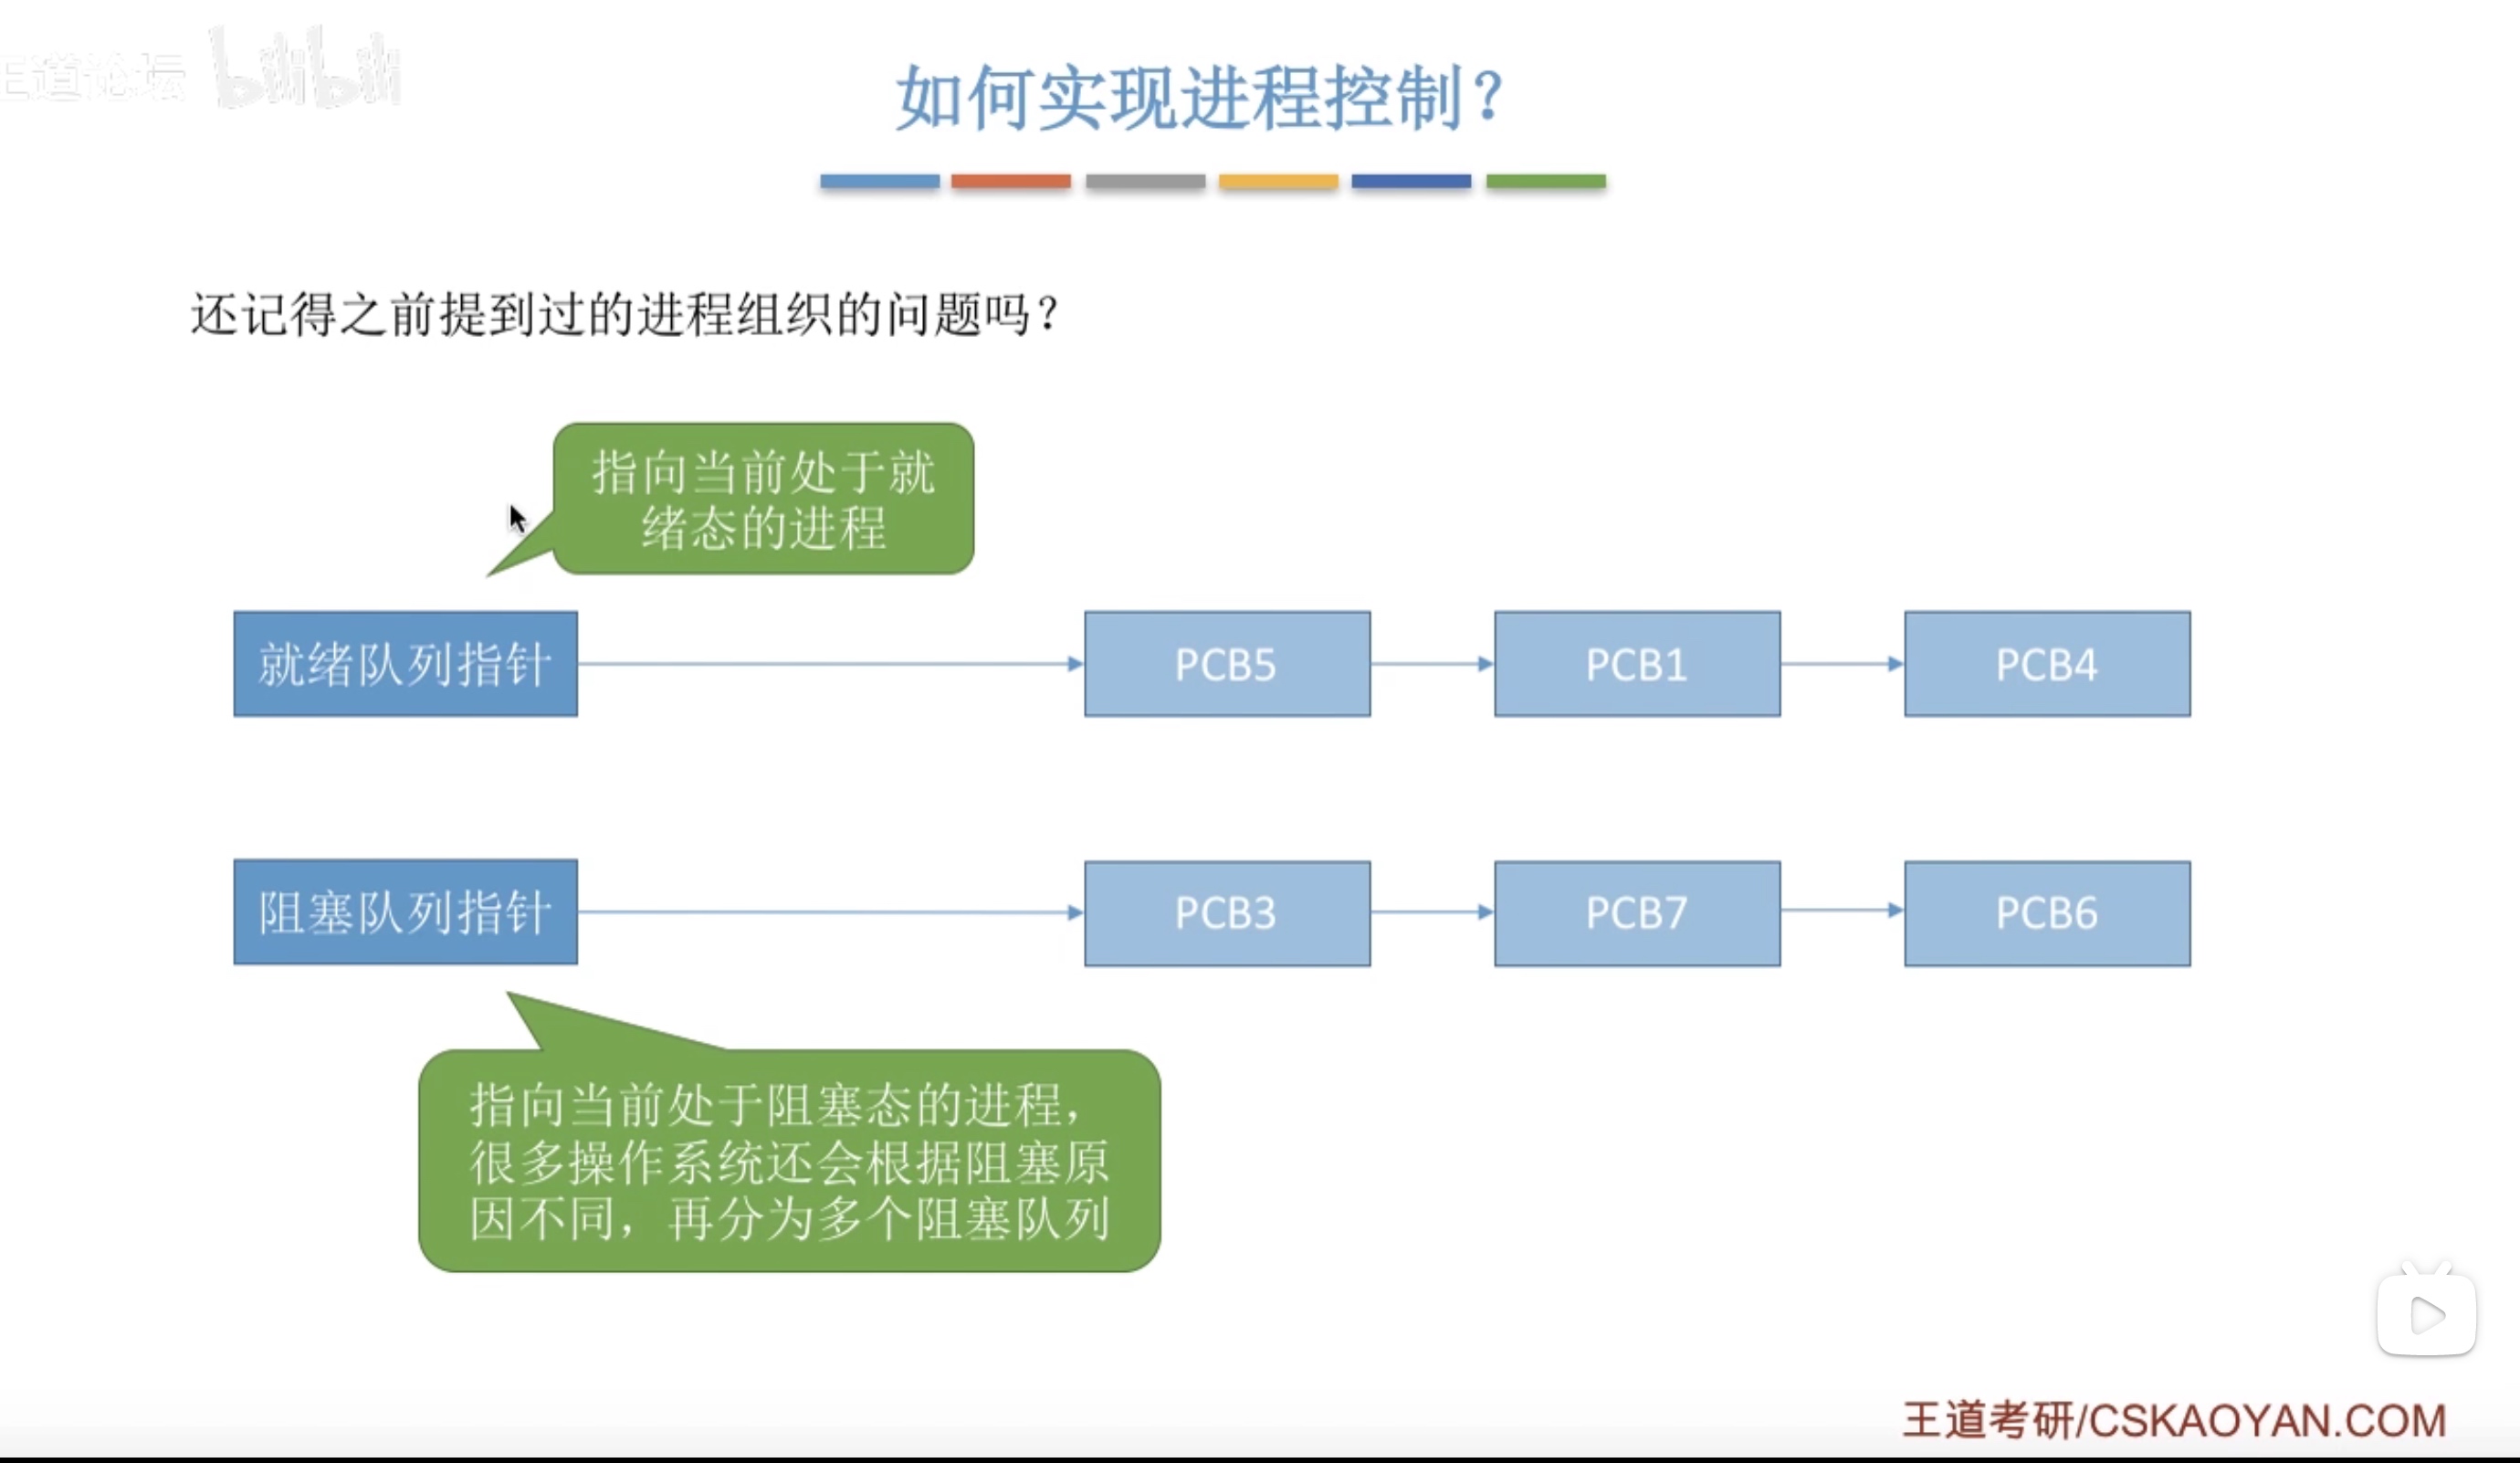 王道论坛 bilibili
如何实现进程控制？
还记得之前提到过的进程组织的问题吗？
指向当前处于就
绪态的进程
就绪队列指针
PCB5
PCB1
PCB4
阻塞队列指针
PCB3
PCB7
PCB6
指向当前处于阻塞态的进程，
很多操作系统还会根据阻塞原
因不同，再分为多个阻塞队列
王道考研/CSKAOYAN.COM